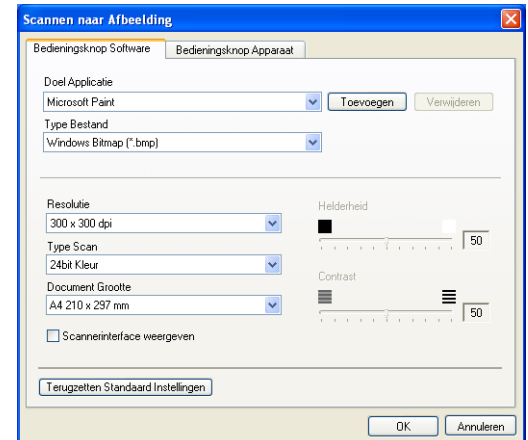 Scannen naar Afbeelding
Bedieningsknop Software
Bedieningsknop Apparaat
Doel Applicatie
Microsoft Paint
Toevoegen
Verwijderen
Type Bestand
Windows Bitmap (*.bmp)
Resolutie
300 x 300 dpi
Type Scan
24bit Kleur
Document Grootte
A4 210 x 297 mm
Scannerinterface weergeven
Helderheid
50
Contrast
50
Terugzetten Standaard Instellingen
OK
Annuleren